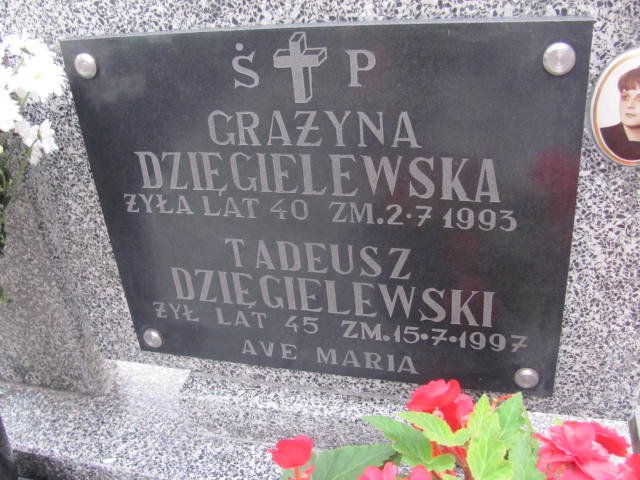 Ś P
GRAŻYNA
DZIĘGIELEWSKA
ŻYŁA LAT 40 ZM.2·7 1993
TADEUSZ
DZIĘGIELEWSKI
ŻYŁ LAT 45 ZM.15·7·1997
AVE MARIA